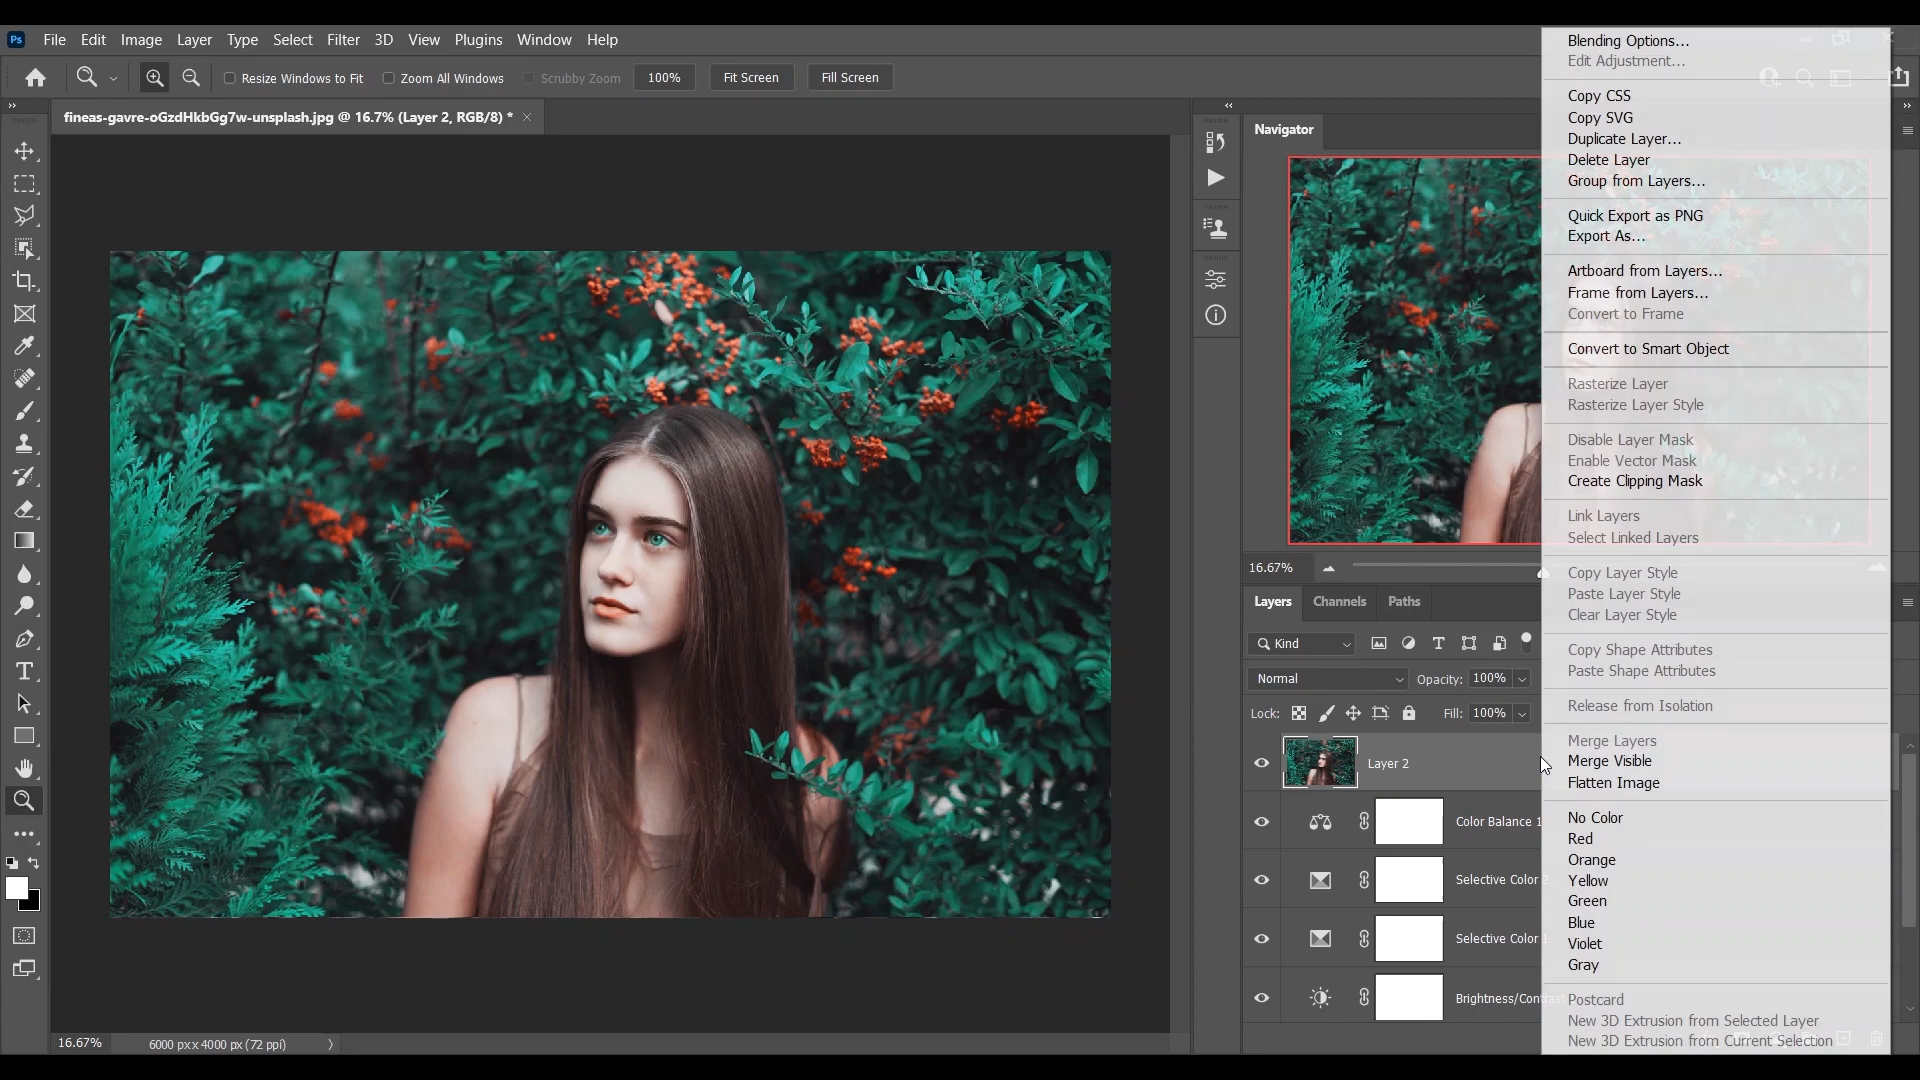 Ps File Edit Image Layer Type Select Filter 3D View Plugins Window Help
Resize Windows to Fit Zoom All Windows Scrubby Zoom 100% Fit Screen Fill Screen
fineas-gavre-oGzdHkbGg7w-unsplash.jpg @ 16.7% (Layer 2, RGB/8) *
Navigator
16.67%
Layers Channels Paths
Kind
Normal Opacity: 100%
Lock: Fill: 100%
Layer 2
Color Balance 1
Selective Color 2
Selective Color 1
Brightness/Contrast
16.67% 6000 px x 4000 px (72 ppi)
Blending Options...
Edit Adjustment...
Copy CSS
Copy SVG
Duplicate Layer...
Delete Layer
Group from Layers...
Quick Export as PNG
Export As...
Artboard from Layers...
Frame from Layers...
Convert to Frame
Convert to Smart Object
Rasterize Layer
Rasterize Layer Style
Disable Layer Mask
Enable Vector Mask
Create Clipping Mask
Link Layers
Select Linked Layers
Copy Layer Style
Paste Layer Style
Clear Layer Style
Copy Shape Attributes
Paste Shape Attributes
Release from Isolation
Merge Layers
Merge Visible
Flatten Image
No Color
Red
Orange
Yellow
Green
Blue
Violet
Gray
Postcard
New 3D Extrusion from Selected Layer
New 3D Extrusion from Current Selection